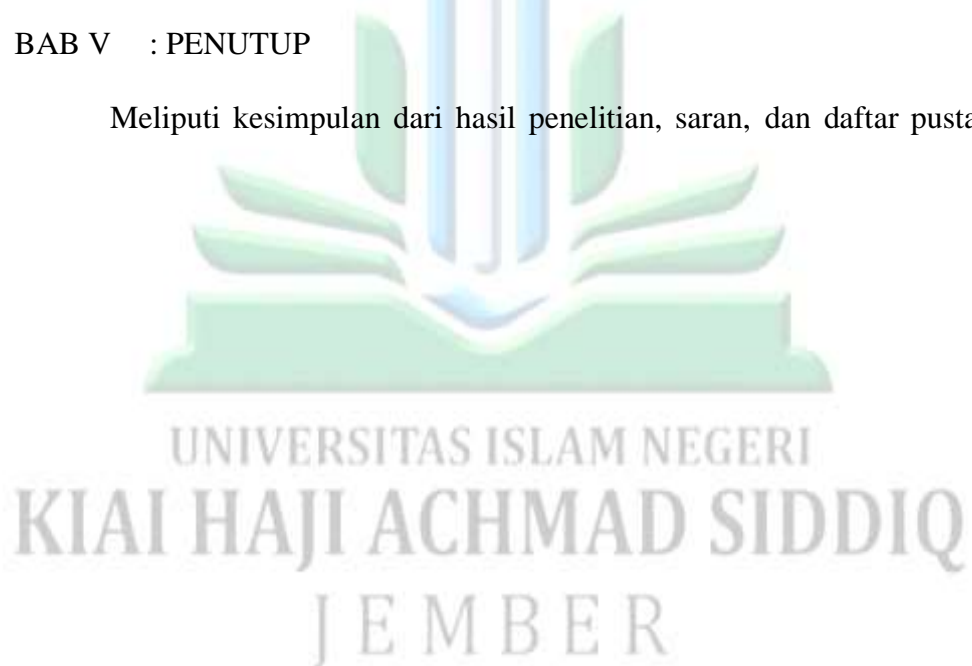 BAB V : PENUTUP
Meliputi kesimpulan dari hasil penelitian, saran, dan daftar pusta
UNIVERSITAS ISLAM NEGERI
KIAI HAJI ACHMAD SIDDIQ
JEMBER